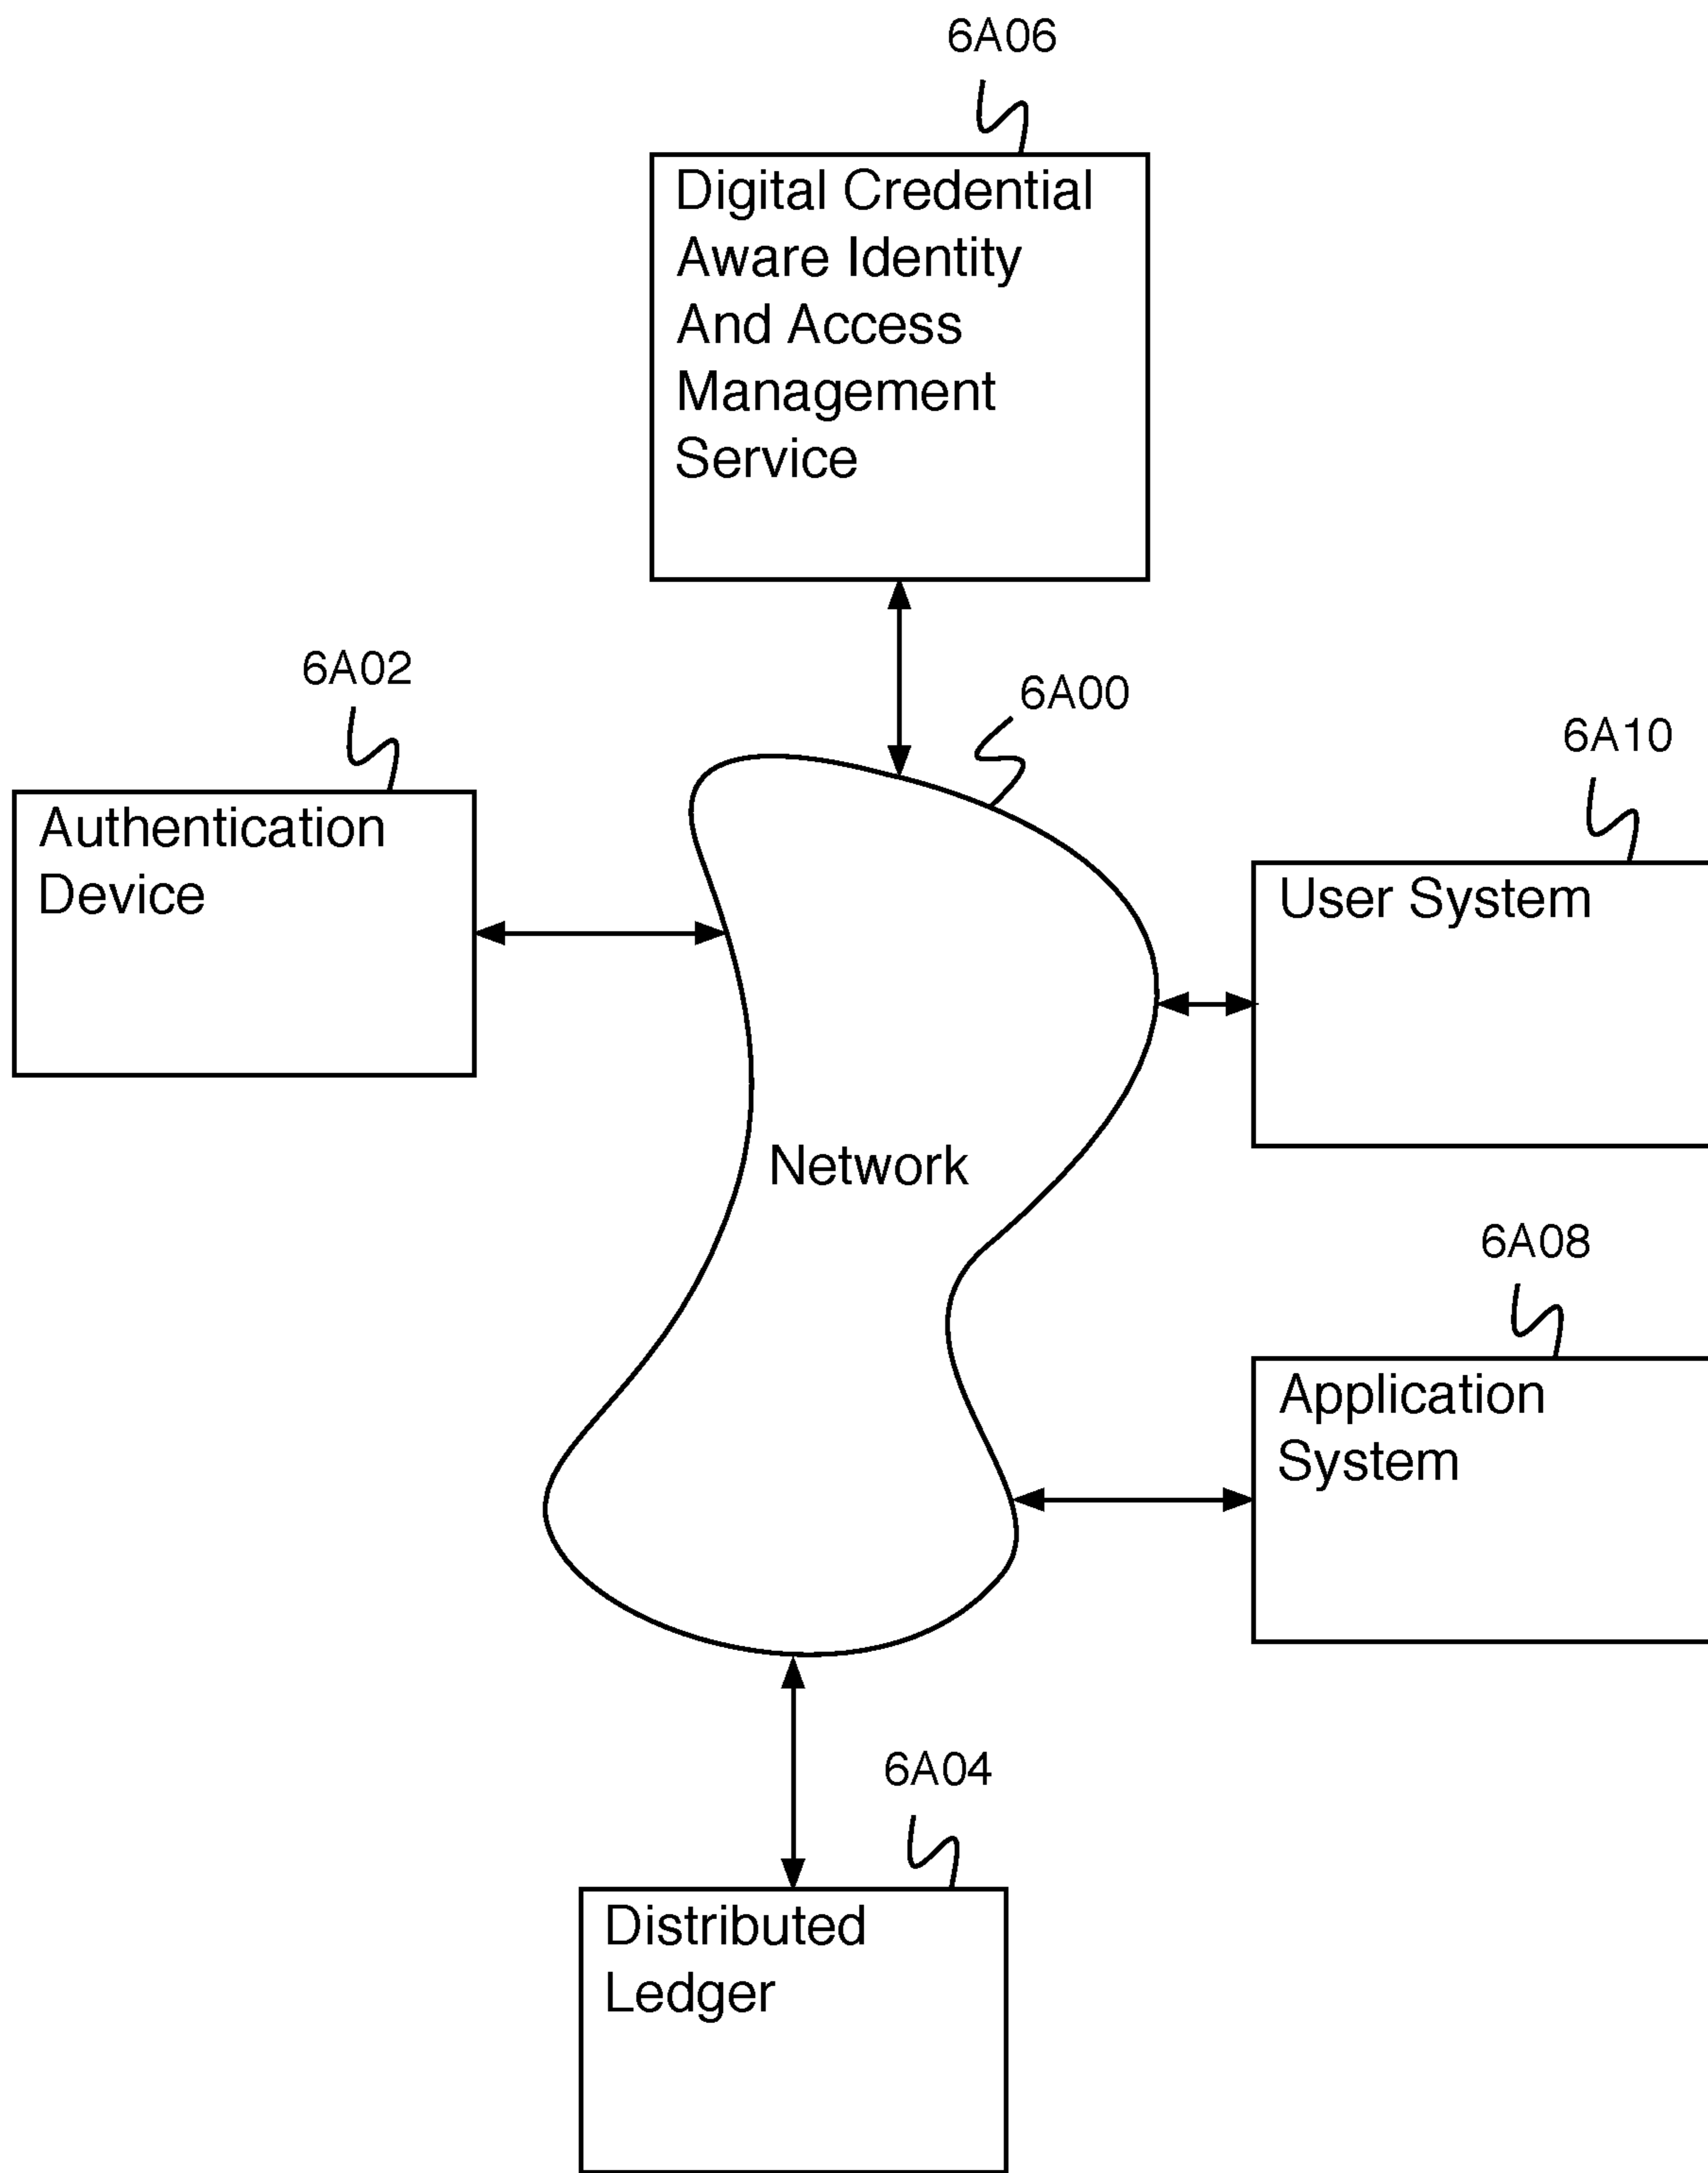 6A06
Digital Credential
Aware Identity
And Access
Management
Service
6A02
6A00
6A10
Authentication
Device
User System
Network
6A08
Application
System
6A04
Distributed
Ledger